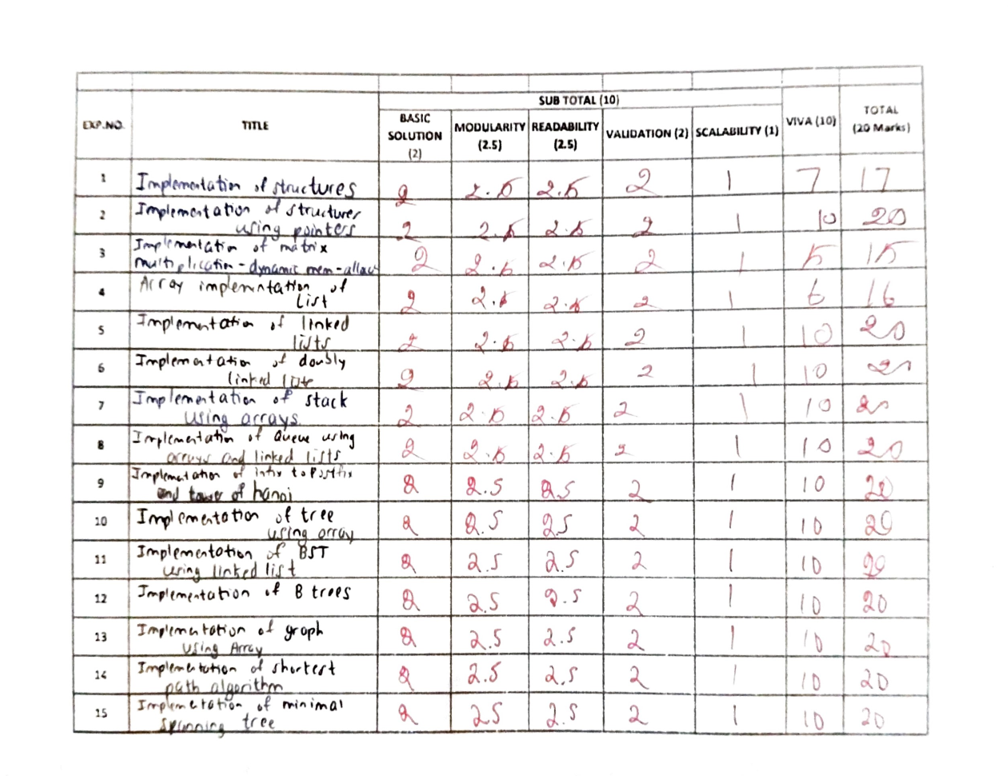 SUB TOTAL (10)
EXP.NO. TITLE BASIC SOLUTION (2) MODULARITY (2.5) READABILITY (2.5) VALIDATION (2) SCALABILITY (1) VIVA (10) TOTAL (20 Marks)
1 Implementation of structures 2 2.5 2.5 2 1 7 17
2 Implementation of structures
using pointers 2 2.5 2.5 2 1 10 20
3 Implementation of matrix
multiplication - dynamic mem-alloc 2 2.5 2.5 2 1 5 15
4 Array implementation of
List 2 2.5 2.5 2 1 6 16
5 Implementation of linked
lists 2 2.5 2.5 2 1 10 20
6 Implementation of doubly
linked lists 2 2.5 2.5 2 1 10 20
7 Implementation of stack
using arrays 2 2.5 2.5 2 1 10 20
8 Implementation of Queue using
arrays and linked lists 2 2.5 2.5 2 1 10 20
9 Implementation of infix to Postfix
and tower of hanoi 2 2.5 2.5 2 1 10 20
10 Implementation of tree
using array 2 2.5 25 2 1 10 20
11 Implementation of BST
using linked list 2 2.5 2.5 2 1 10 20
12 Implementation of B trees 2 2.5 2.5 2 1 10 20
13 Implementation of graph
using Array 2 2.5 2.5 2 1 10 20
14 Implementation of shortest
path algorithm 2 2.5 2.5 2 1 10 20
15 Implemetation of minimal
spanning tree 2 2.5 2.5 2 1 10 20